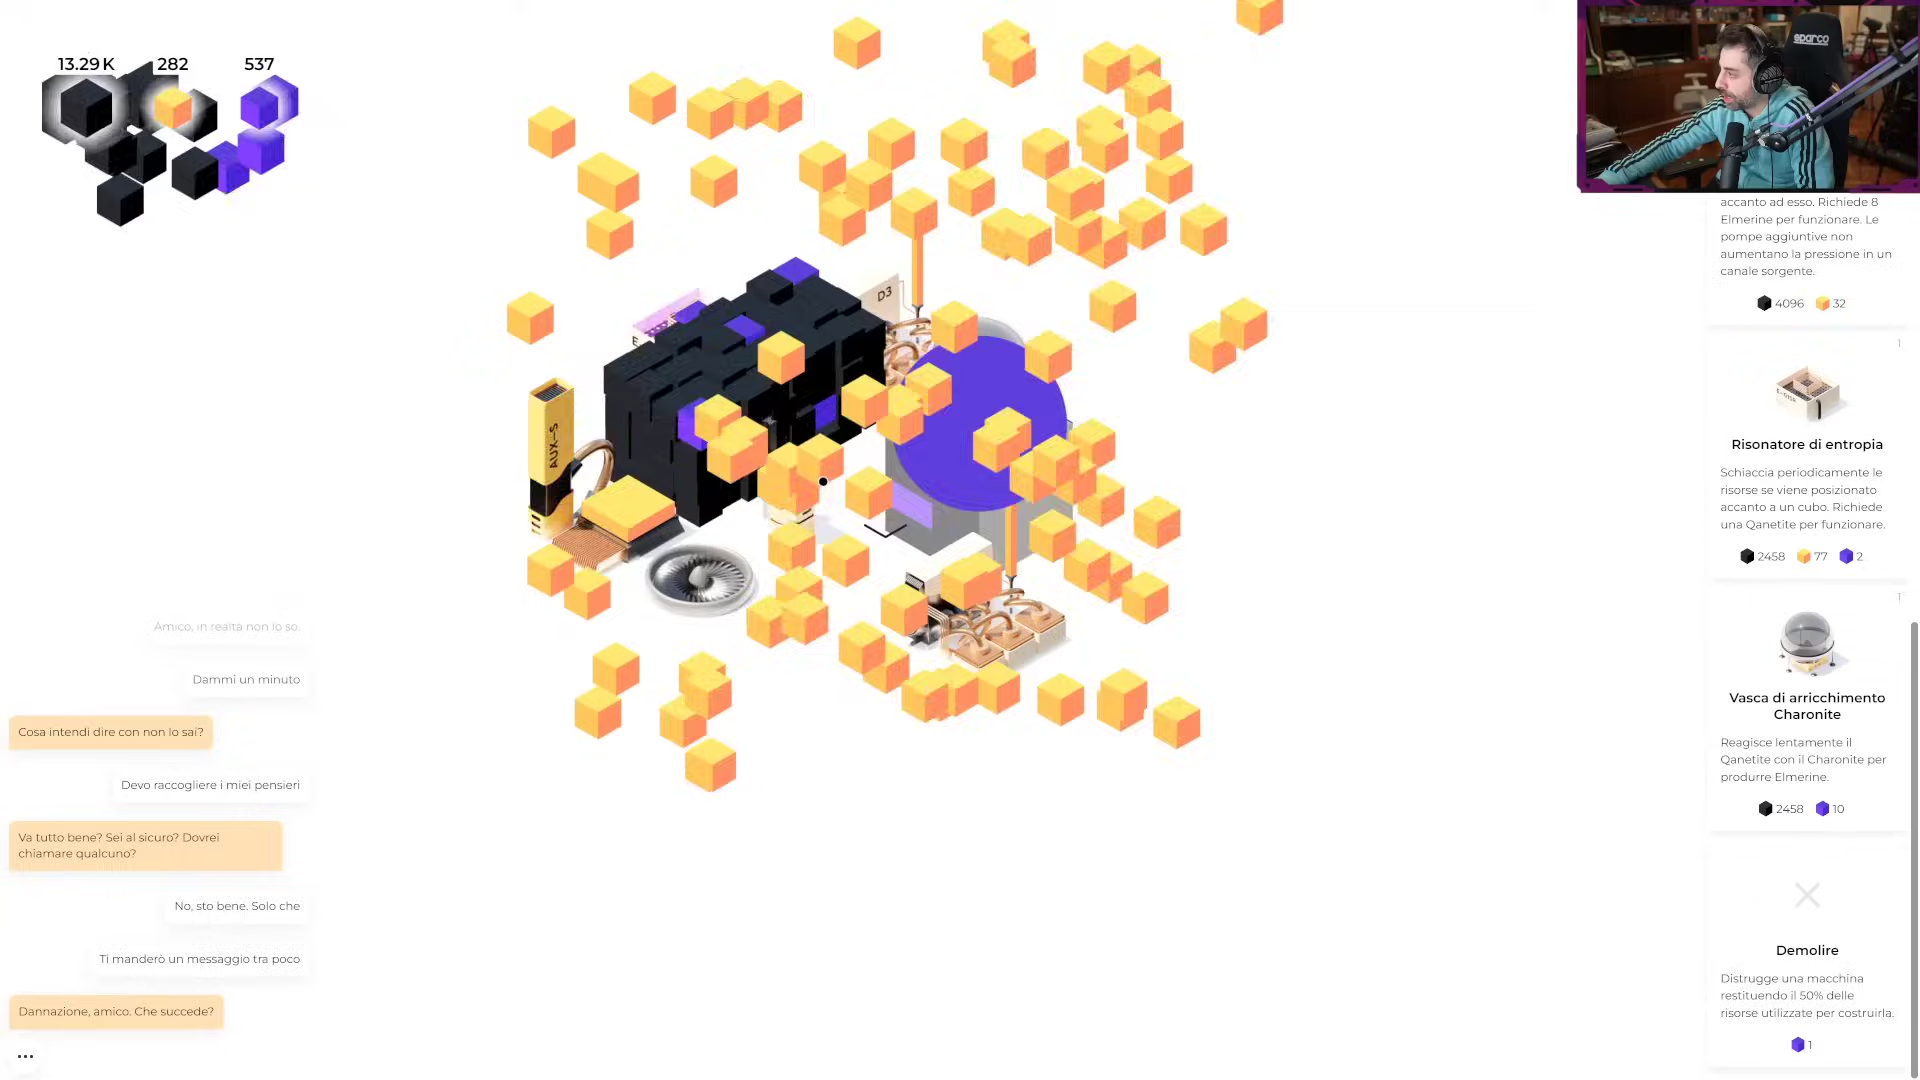 13.29 K
282
537
sparco
accanto ad esso. Richiede 8
Elmerine per funzionare. Le
pompe aggiuntive non
aumentano la pressione in un
canale sorgente.
4096
32
1
Risonatore di entropia
Schiaccia periodicamente le
risorse se viene posizionato
accanto a un cubo. Richiede
una Qanetite per funzionare.
2458
77
2
1
Vasca di arricchimento
Charonite
Reagisce lentamente il
Qanetite con il Charonite per
produrre Elmerine.
2458
10
Demolire
Distrugge una macchina
restituendo il 50% delle
risorse utilizzate per costruirla.
1
D3
AUX–S
Amico, in realtà non lo so.
Dammi un minuto
Cosa intendi dire con non lo sai?
Devo raccogliere i miei pensieri
Va tutto bene? Sei al sicuro? Dovrei
chiamare qualcuno?
No, sto bene. Solo che
Ti manderò un messaggio tra poco
Dannazione, amico. Che succede?
...